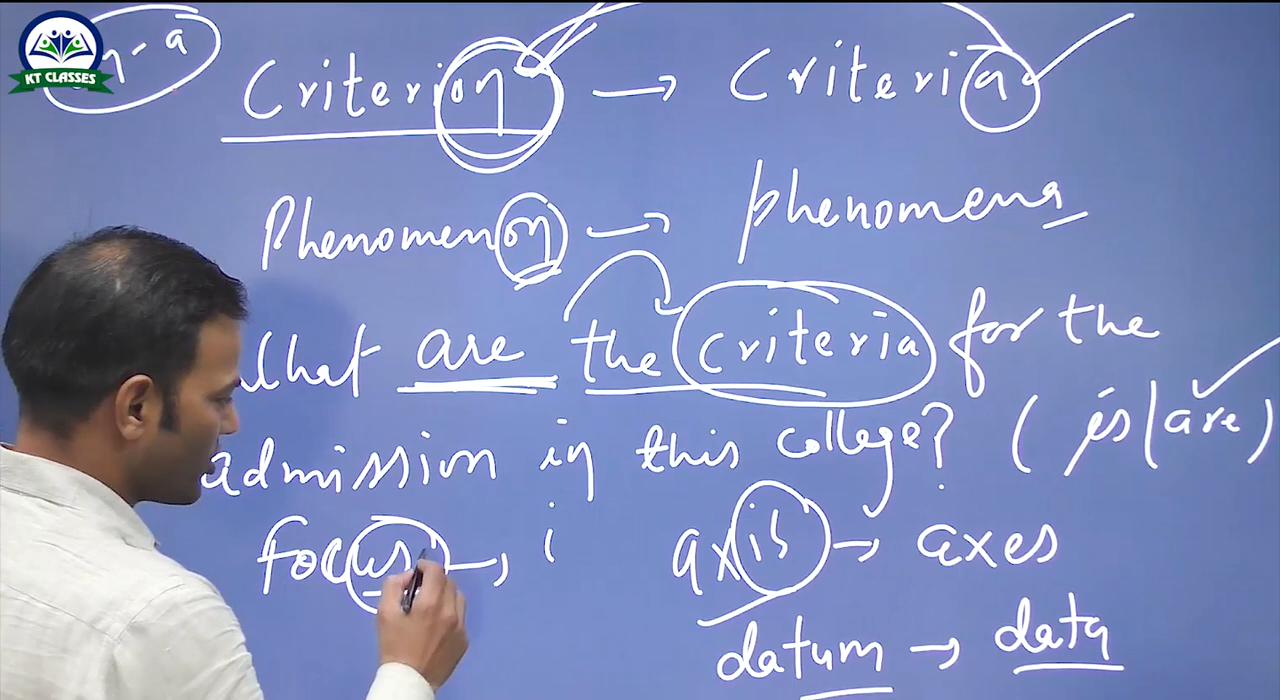 KT CLASSES
n - a
Criterion → Criteria
Phenomenon → phenomena
What are the criteria for the
admission in this college? ( is/are )
focus → i
axis → axes
datum → data